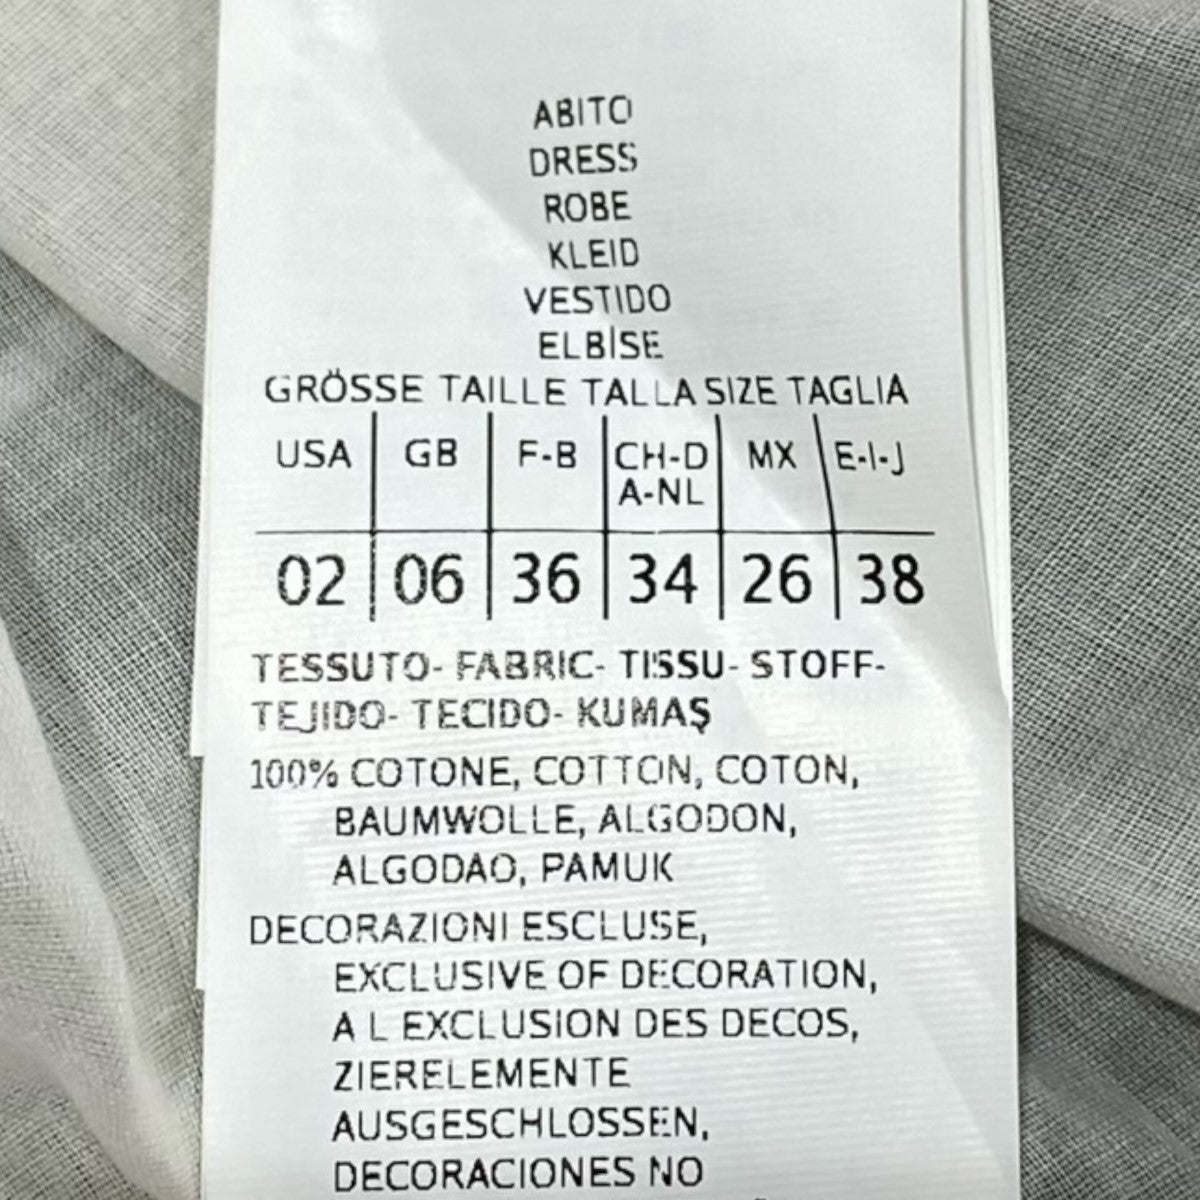 ABITO
DRESS
ROBE
KLEID
VESTIDO
ELBİSE
GRÖSSE TAILLE TALLA SIZE TAGLIA
USA GB F-B CH-D A-NL MX E-I-J
02 06 36 34 26 38
TESSUTO- FABRIC- TISSU- STOFF-
TEJIDO- TECIDO- KUMAŞ
100% COTONE, COTTON, COTON,
BAUMWOLLE, ALGODON,
ALGODAO, PAMUK
DECORAZIONI ESCLUSE,
EXCLUSIVE OF DECORATION,
A L EXCLUSION DES DECOS,
ZIERELEMENTE
AUSGESCHLOSSEN,
DECORACIONES NO